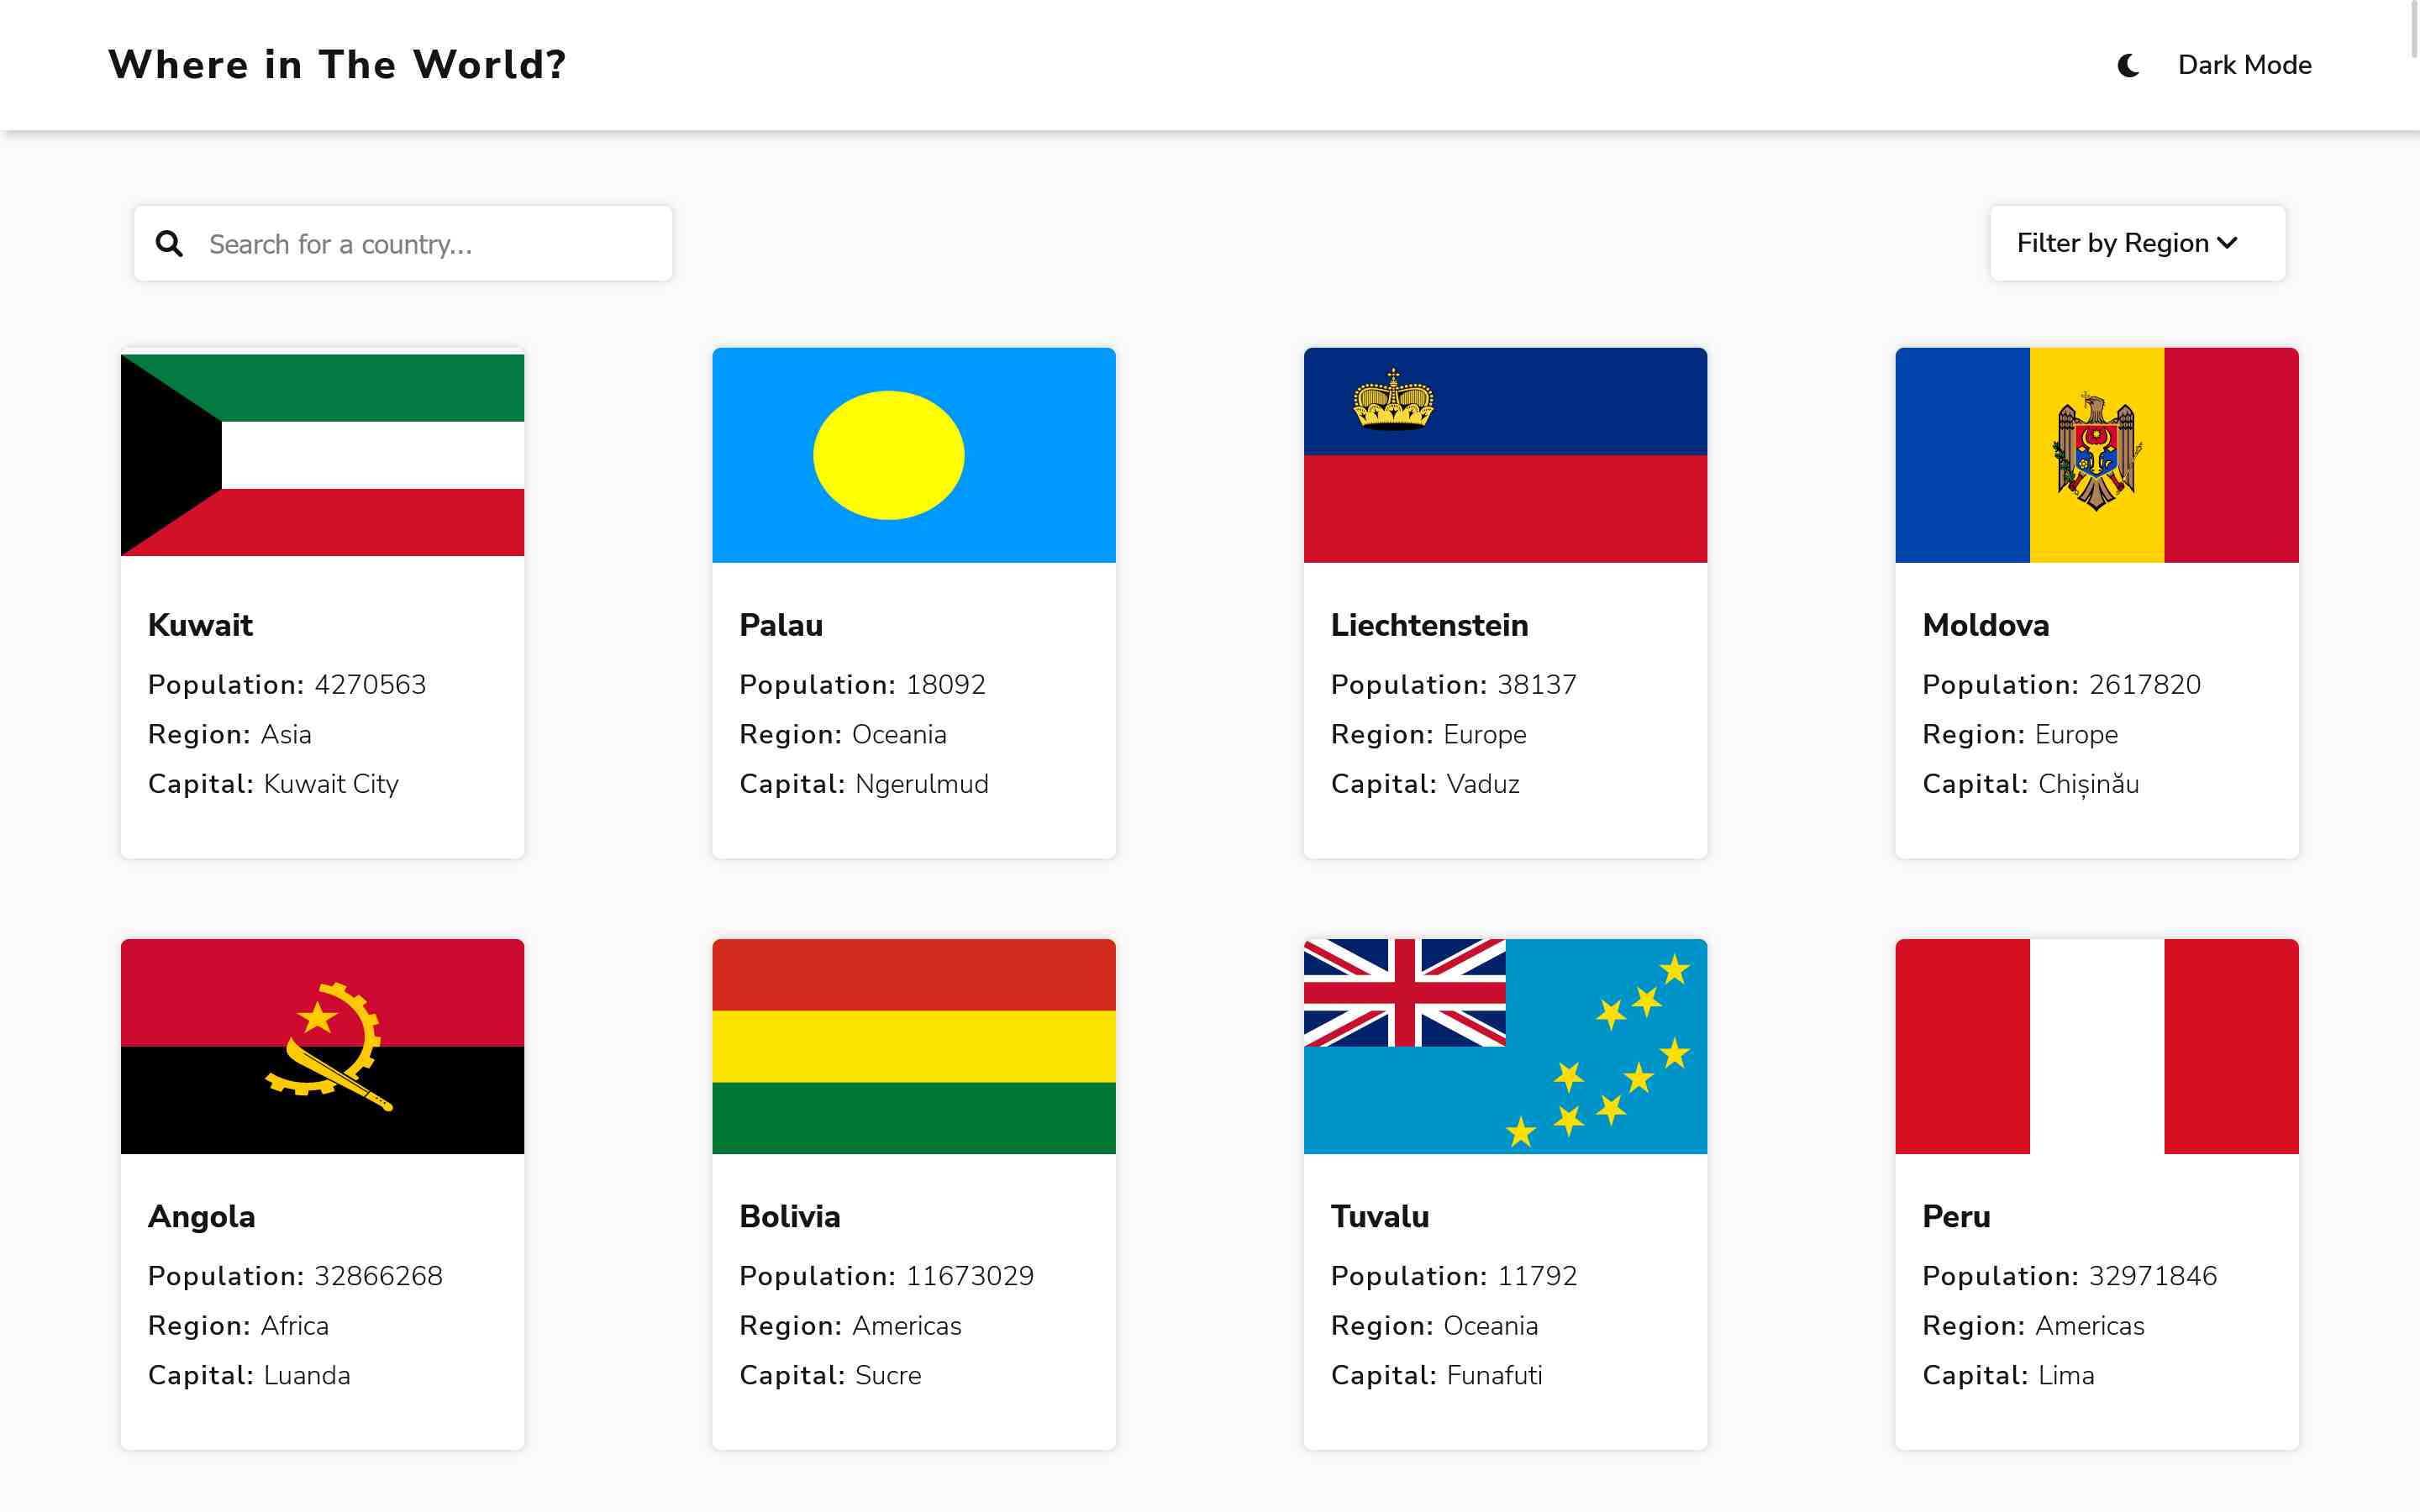 Where in The World?
Dark Mode
Search for a country...
Filter by Region
Kuwait
Population: 4270563
Region: Asia
Capital: Kuwait City
Palau
Population: 18092
Region: Oceania
Capital: Ngerulmud
Liechtenstein
Population: 38137
Region: Europe
Capital: Vaduz
Moldova
Population: 2617820
Region: Europe
Capital: Chișinău
Angola
Population: 32866268
Region: Africa
Capital: Luanda
Bolivia
Population: 11673029
Region: Americas
Capital: Sucre
Tuvalu
Population: 11792
Region: Oceania
Capital: Funafuti
Peru
Population: 32971846
Region: Americas
Capital: Lima